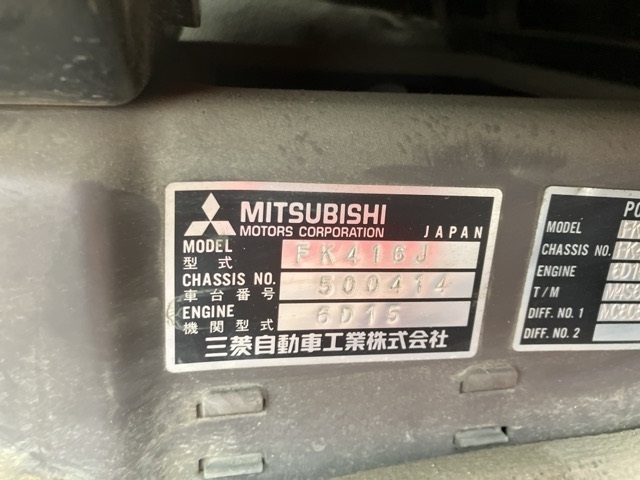 MITSUBISHI
MOTORS CORPORATION JAPAN
MODEL
型式 FK416J
CHASSIS NO.
車台番号 500414
ENGINE
機関型式 6D15
三菱自動車工業株式会社
MODEL
CHASSIS NO.
ENGINE
T/M
DIFF. NO. 1
DIFF. NO. 2